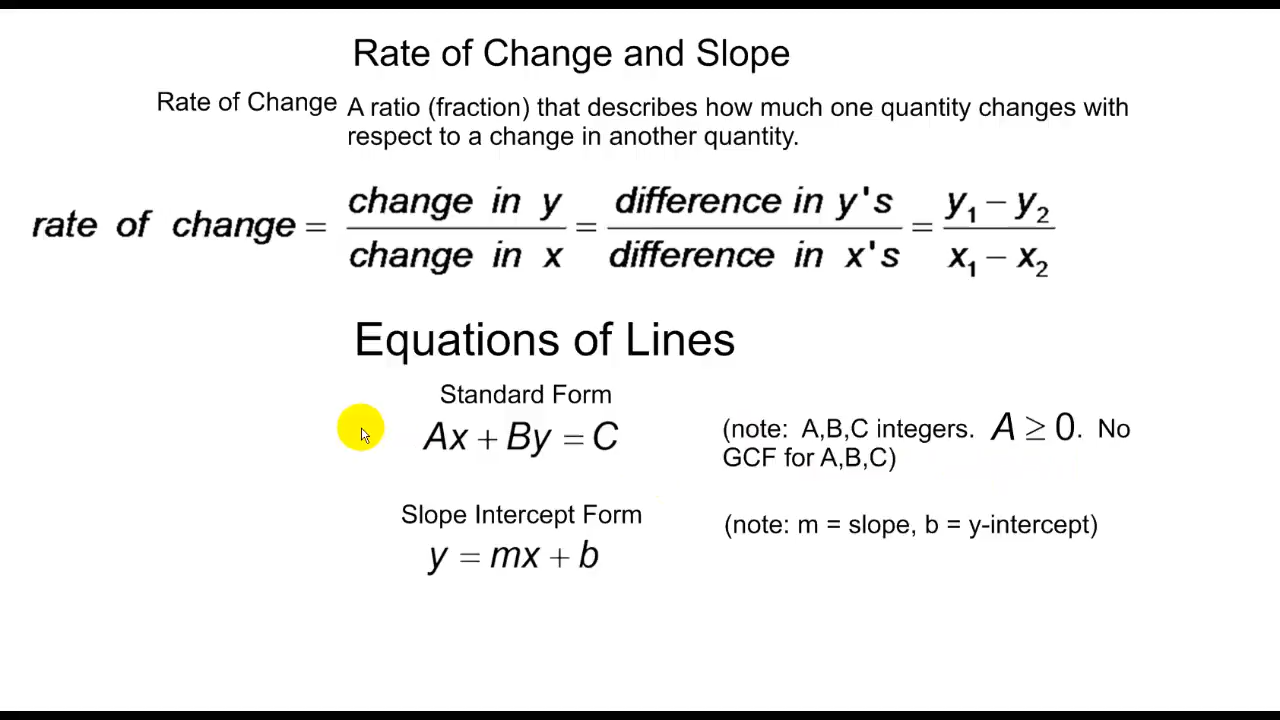 Rate of Change and Slope
Rate of Change A ratio (fraction) that describes how much one quantity changes with
respect to a change in another quantity.
rate of change = change in y / change in x = difference in y's / difference in x's = y₁ − y₂ / x₁ − x₂
Equations of Lines
Standard Form
Ax + By = C
(note: A,B,C integers. A ≥ 0. No
GCF for A,B,C)
Slope Intercept Form
(note: m = slope, b = y-intercept)
y = mx + b